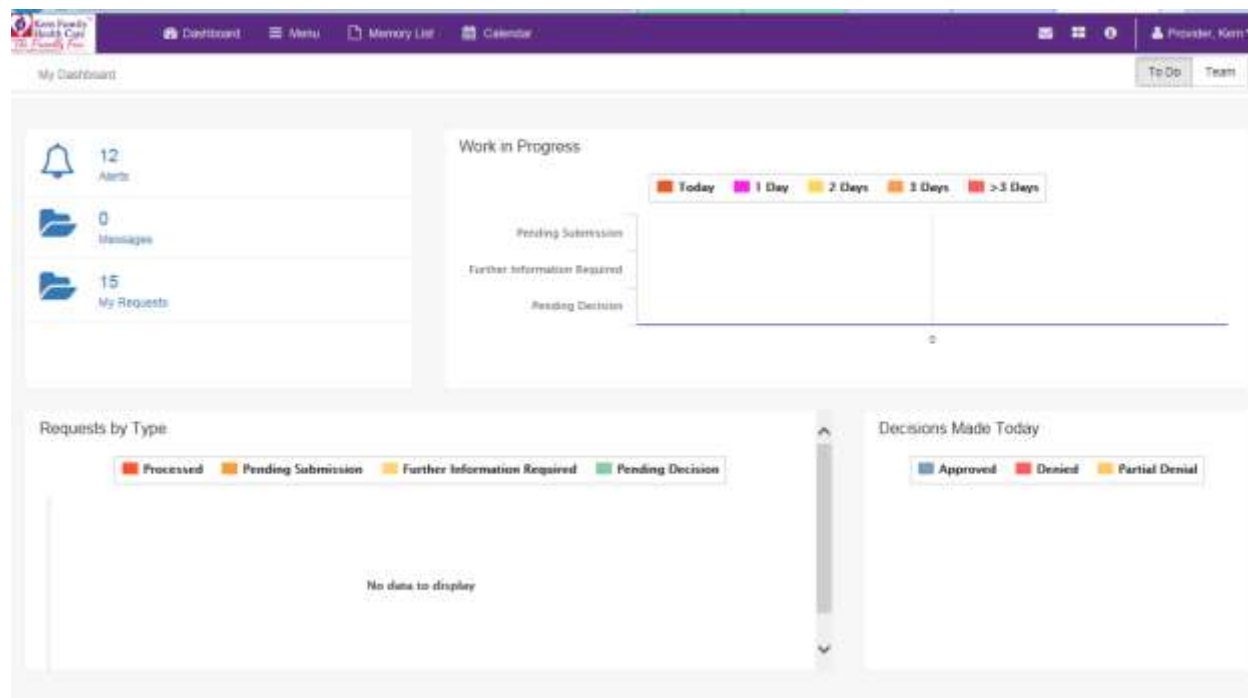 Kern Family
Health Care
Dashboard Menu Memory List Calendar Provider, Kern
My Dashboard To Do Team
12
Alerts
0
Messages
15
My Requests
Work in Progress
Today 1 Day 2 Days 3 Days >3 Days
Pending Submission
Further Information Required
Pending Decision
0
Requests by Type
Processed Pending Submission Further Information Required Pending Decision
No data to display
Decisions Made Today
Approved Denied Partial Denial